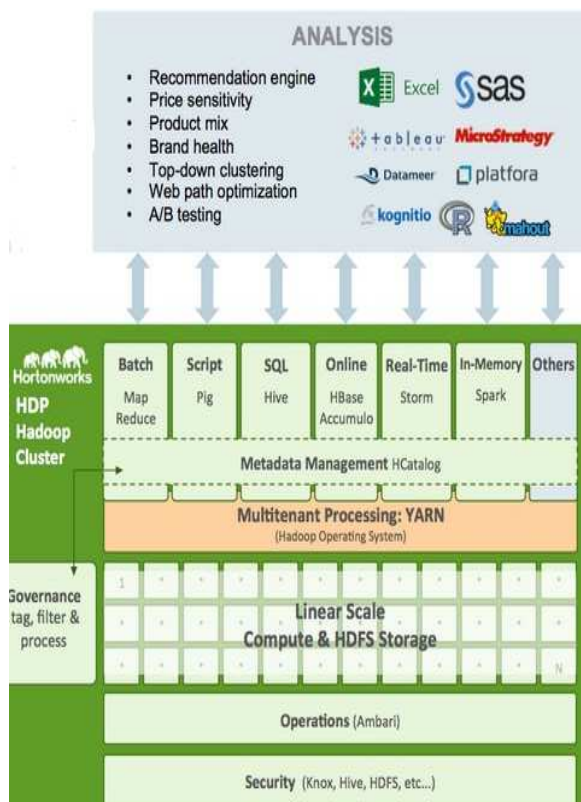 ANALYSIS
• Recommendation engine
• Price sensitivity
• Product mix
• Brand health
• Top-down clustering
• Web path optimization
• A/B testing
X Excel
sas
tableau
MicroStrategy
Datameer
platfora
kognitio
R
mahout
Hortonworks
HDP
Hadoop
Cluster
Batch
Map
Reduce
Script
Pig
SQL
Hive
Online
HBase
Accumulo
Real-Time
Storm
In-Memory
Spark
Others
Metadata Management HCatalog
Multitenant Processing: YARN
(Hadoop Operating System)
Governance
tag, filter &
process
1
Linear Scale
Compute & HDFS Storage
N
Operations (Ambari)
Security (Knox, Hive, HDFS, etc...)